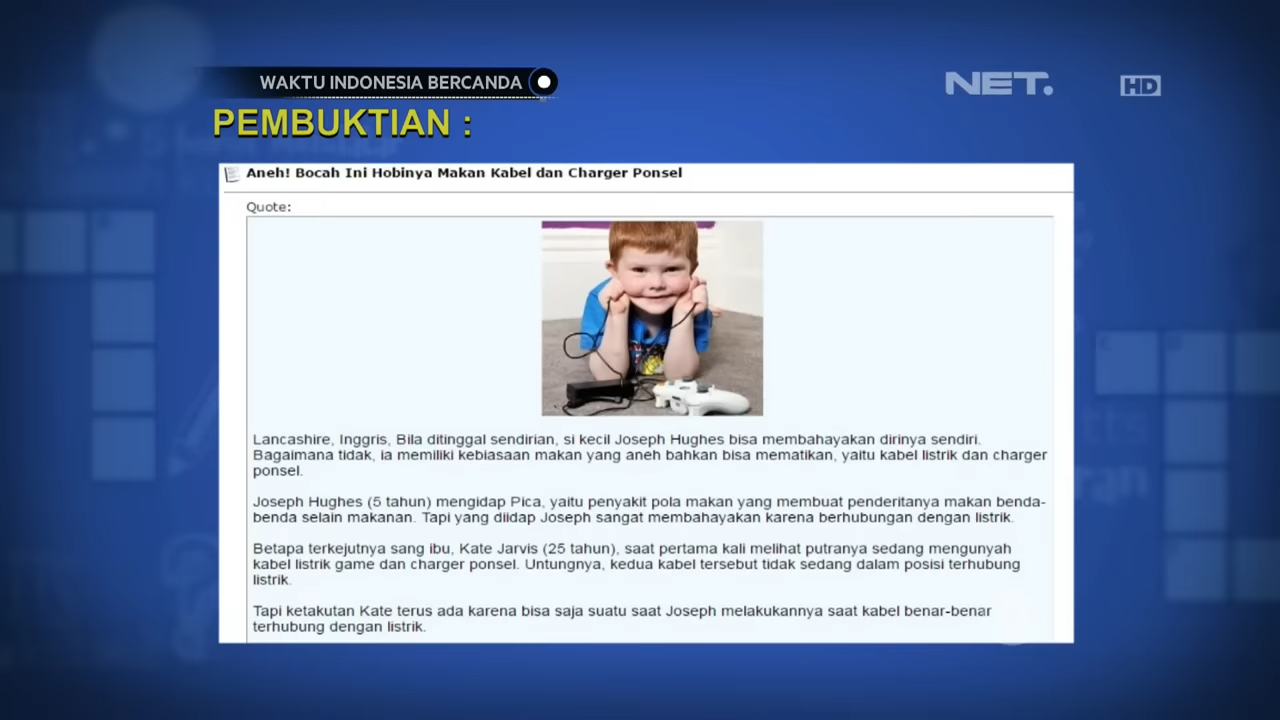 WAKTU INDONESIA BERCANDA
NET.
HD
PEMBUKTIAN :
Aneh! Bocah Ini Hobinya Makan Kabel dan Charger Ponsel
Quote:
Lancashire, Inggris, Bila ditinggal sendirian, si kecil Joseph Hughes bisa membahayakan dirinya sendiri.
Bagaimana tidak, ia memiliki kebiasaan makan yang aneh bahkan bisa mematikan, yaitu kabel listrik dan charger
ponsel.
Joseph Hughes (5 tahun) mengidap Pica, yaitu penyakit pola makan yang membuat penderitanya makan benda-
benda selain makanan. Tapi yang diidap Joseph sangat membahayakan karena berhubungan dengan listrik.
Betapa terkejutnya sang ibu, Kate Jarvis (25 tahun), saat pertama kali melihat putranya sedang mengunyah
kabel listrik game dan charger ponsel. Untungnya, kedua kabel tersebut tidak sedang dalam posisi terhubung
listrik.
Tapi ketakutan Kate terus ada karena bisa saja suatu saat Joseph melakukannya saat kabel benar-benar
terhubung dengan listrik.